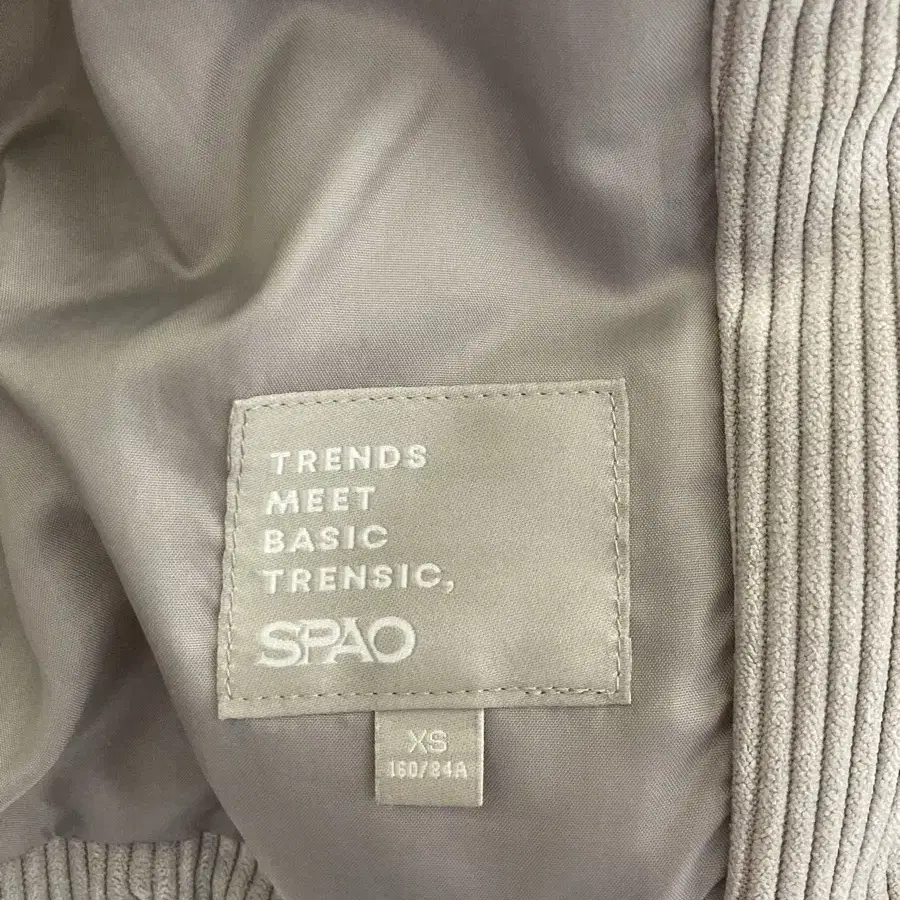 TRENDS
MEET
BASIC
TRENSIC,
SPAO
XS
160/84A